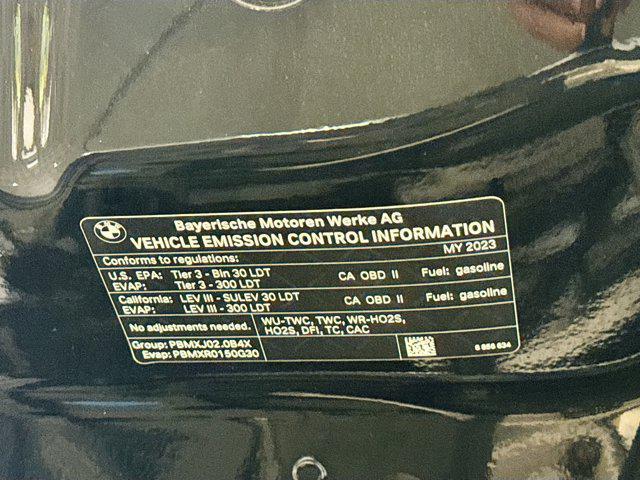 Bayerische Motoren Werke AG
VEHICLE EMISSION CONTROL INFORMATION
Conforms to regulations: MY 2023
U.S. EPA: Tier 3 - Bin 30 LDT CA OBD II Fuel: gasoline
EVAP: Tier 3 - 300 LDT
California: LEV III - SULEV 30 LDT CA OBD II Fuel: gasoline
EVAP: LEV III - 300 LDT
No adjustments needed. WU-TWC, TWC, WR-HO2S,
HO2S, DFI, TC, CAC
Group: PBMXJ02.0B4X
Evap: PBMXR0150G30